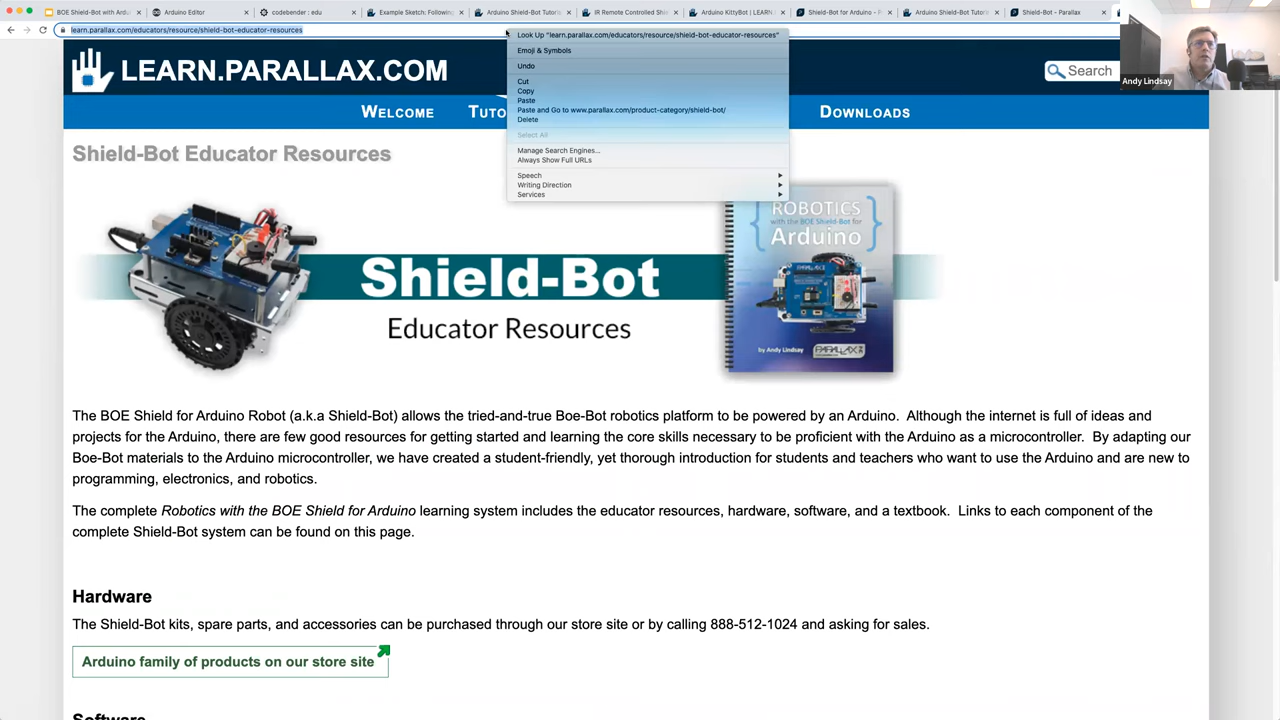 BOE Shield-Bot with Ardu
Arduino Editor
codebender : edu
Example Sketch: Following
Arduino Shield-Bot Tutoria
IR Remote Controlled Shie
Arduino Kitbyteś | LEARN
Shield-Bot for Arduino - P
Arduino Shield-Bot Tutori
Shield-Bot - Parallax
learn.parallax.com/educators/resource/shield-bot-educator-resources
Look Up "learn.parallax.com/educators/resource/shield-bot-educator-resources"
Emoji & Symbols
Undo
Cut
Copy
Paste
Paste and Go to www.parallax.com/product-category/shield-bot/
Delete
Select All
Manage Search Engines...
Always Show Full URLs
Speech
Writing Direction
Services
Andy Lindsay
LEARN.PARALLAX.COM
Search
WELCOME
TUTO
DOWNLOADS
Shield-Bot Educator Resources
ROBOTICS
with the BOE Shield-Bot for
Arduino
by Andy Lindsay
PARALLAX
Shield-Bot
Educator Resources
The BOE Shield for Arduino Robot (a.k.a Shield-Bot) allows the tried-and-true Boe-Bot robotics platform to be powered by an Arduino. Although the internet is full of ideas and
projects for the Arduino, there are few good resources for getting started and learning the core skills necessary to be proficient with the Arduino as a microcontroller. By adapting our
Boe-Bot materials to the Arduino microcontroller, we have created a student-friendly, yet thorough introduction for students and teachers who want to use the Arduino and are new to
programming, electronics, and robotics.
The complete Robotics with the BOE Shield for Arduino learning system includes the educator resources, hardware, software, and a textbook. Links to each component of the
complete Shield-Bot system can be found on this page.
Hardware
The Shield-Bot kits, spare parts, and accessories can be purchased through our store site or by calling 888-512-1024 and asking for sales.
Arduino family of products on our store site
Software